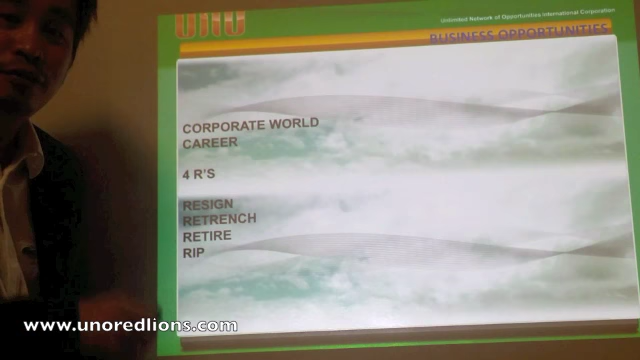 UNO
Unlimited Network of Opportunities International Corporation
BUSINESS OPPORTUNITIES
CORPORATE WORLD
CAREER
4 R'S
RESIGN
RETRENCH
RETIRE
RIP
www.unoredlions.com